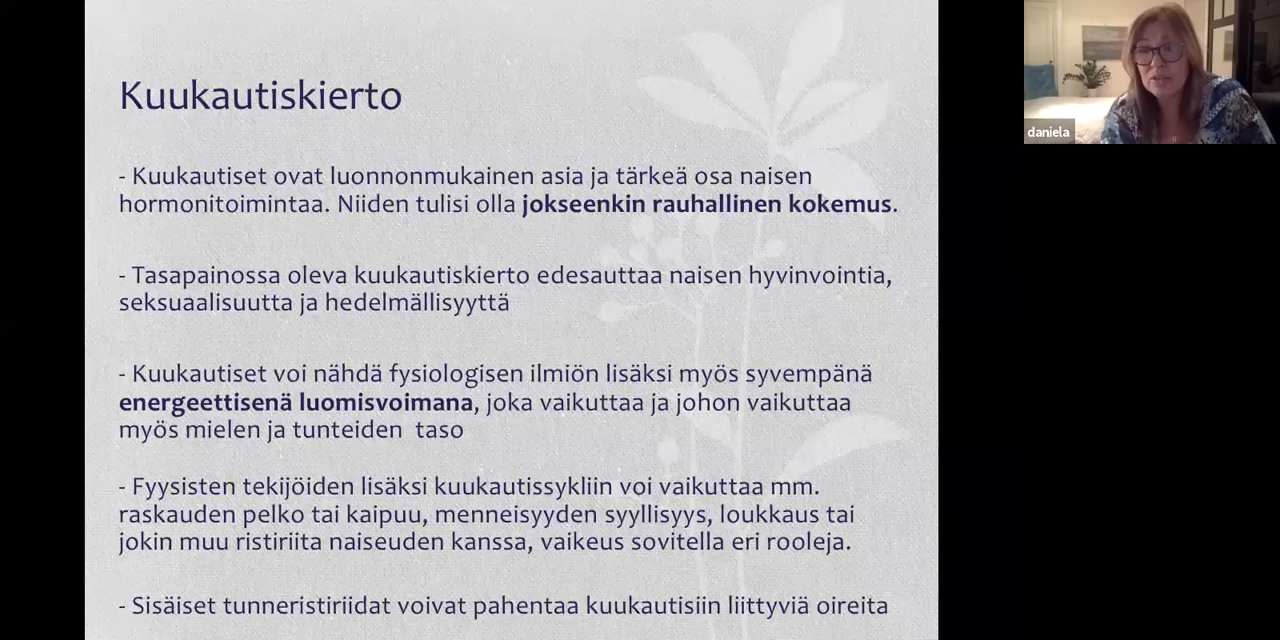 Kuukautiskierto
- Kuukautiset ovat luonnonmukainen asia ja tärkeä osa naisen
hormonitoimintaa. Niiden tulisi olla jokseenkin rauhallinen kokemus.
- Tasapainossa oleva kuukautiskierto edesauttaa naisen hyvinvointia,
seksuaalisuutta ja hedelmällisyyttä
- Kuukautiset voi nähdä fysiologisen ilmiön lisäksi myös syvempänä
energeettisenä luomisvoimana, joka vaikuttaa ja johon vaikuttaa
myös mielen ja tunteiden  taso
- Fyysisten tekijöiden lisäksi kuukautissykliin voi vaikuttaa mm.
raskauden pelko tai kaipuu, menneisyyden syyllisyys, loukkaus tai
jokin muu ristiriita naiseuden kanssa, vaikeus sovitella eri rooleja.
- Sisäiset tunneristiriidat voivat pahentaa kuukautisiin liittyviä oireita
daniela